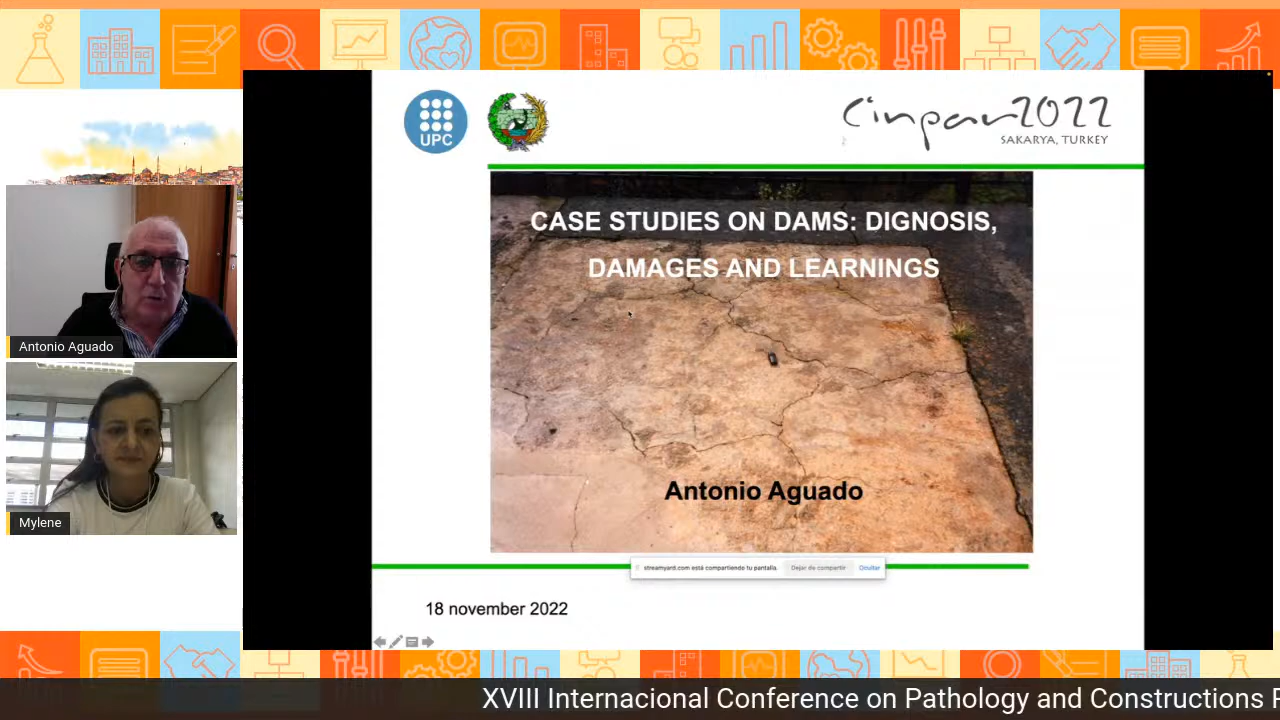 UPC
Cinpar2022
SAKARYA, TURKEY
CASE STUDIES ON DAMS: DIGNOSIS,
DAMAGES AND LEARNINGS
Antonio Aguado
streamyard.com está compartiendo tu pantalla.
Dejar de compartir
Ocultar
18 november 2022
Antonio Aguado
Mylene
XVIII Internacional Conference on Pathology and Constructions